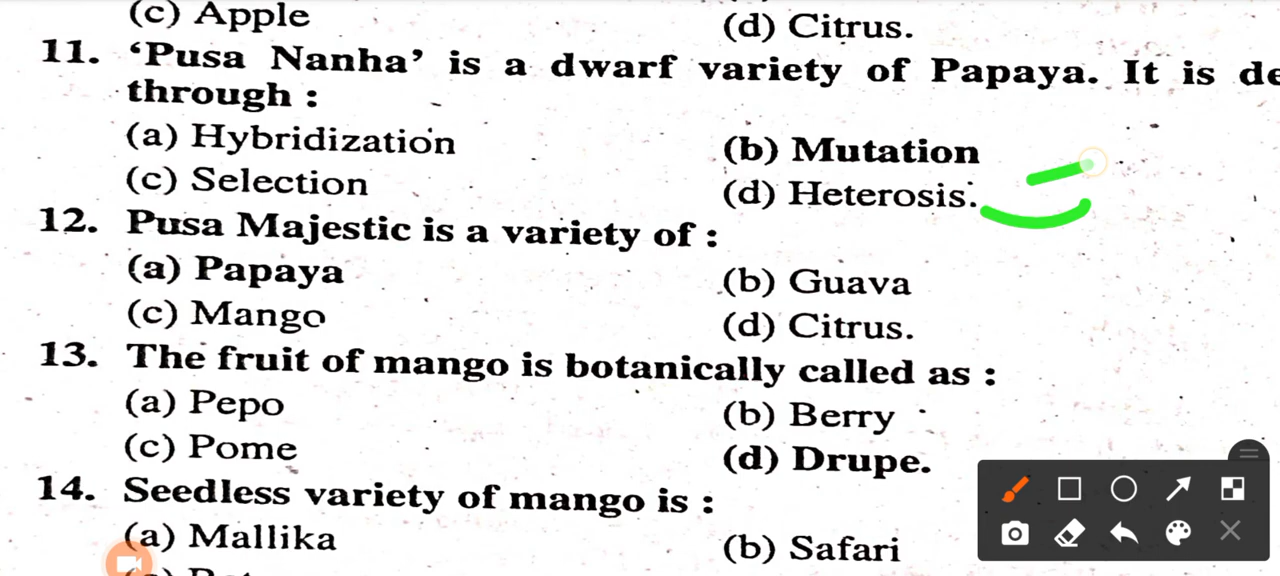 (c) Apple
(d) Citrus.
11. ‘Pusa Nanha’ is a dwarf variety of Papaya. It is de
through :
(a) Hybridization
(b) Mutation
(c) Selection
(d) Heterosis.
12. Pusa Majestic is a variety of :
(a) Papaya
(b) Guava
(c) Mango
(d) Citrus.
13. The fruit of mango is botanically called as :
(a) Pepo
(b) Berry
(c) Pome
(d) Drupe.
14. Seedless variety of mango is :
(a) Mallika
(b) Safari